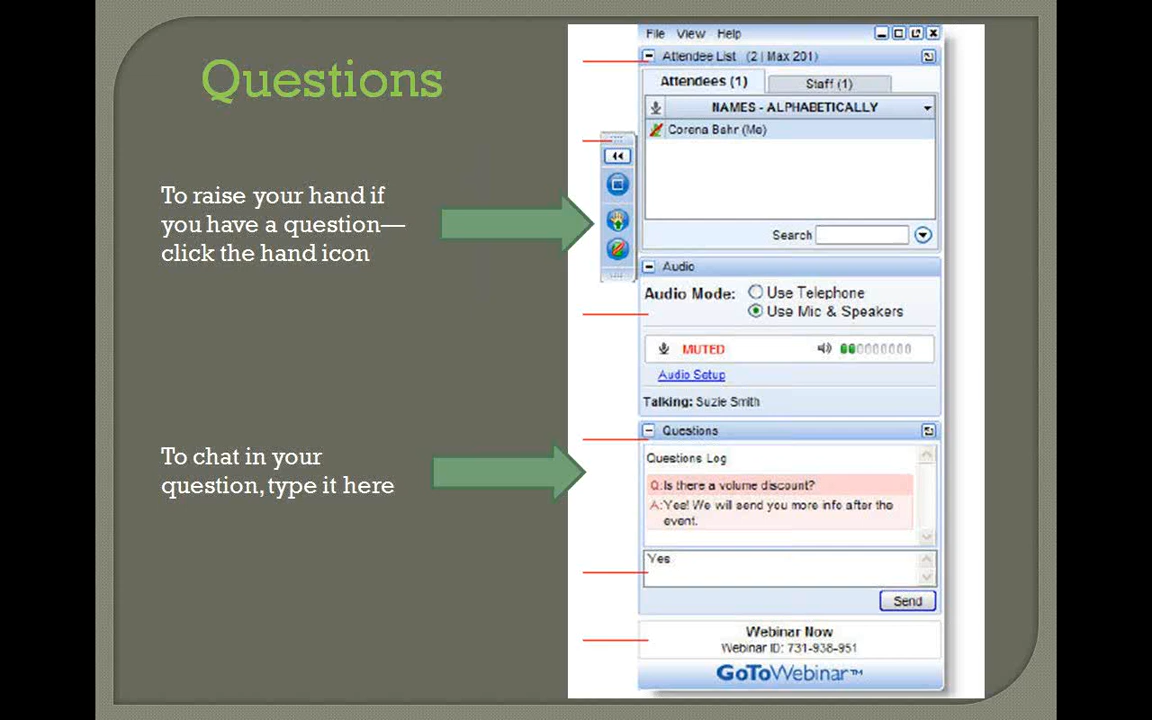 Questions
To raise your hand if
you have a question—
click the hand icon
To chat in your
question, type it here
File View Help
Attendee List (2 | Max 201)
Attendees (1) Staff (1)
NAMES - ALPHABETICALLY
Corena Bahr (Me)
Search
Audio
Audio Mode: Use Telephone
Use Mic & Speakers
MUTED
Audio Setup
Talking: Suzie Smith
Questions
Questions Log
Q: Is there a volume discount?
A: Yes! We will send you more info after the
event.
Yes
Send
Webinar Now
Webinar ID: 731-938-951
GoToWebinar™